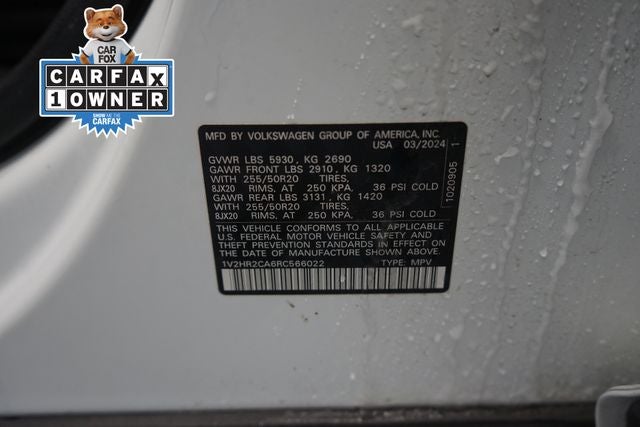 CAR
FOX
CARFAX
1 OWNER
SHOW ME THE
CARFAX
MFD BY VOLKSWAGEN GROUP OF AMERICA, INC.
USA 03/2024
GVWR LBS 5930 , KG 2690
GAWR FRONT LBS 2910, KG 1320
WITH 255/50R20 TIRES,
8JX20 RIMS, AT 250 KPA, 36 PSI COLD
GAWR REAR LBS 3131 , KG 1420
WITH 255/50R20 TIRES,
8JX20 RIMS, AT 250 KPA, 36 PSI COLD
THIS VEHICLE CONFORMS TO ALL APPLICABLE
U.S. FEDERAL MOTOR VEHICLE SAFETY AND
THEFT PREVENTION STANDARDS IN EFFECT ON
THE DATE OF MANUFACTURE SHOWN ABOVE.
1V2HR2CA6RC566022 TYPE: MPV
1020905 1